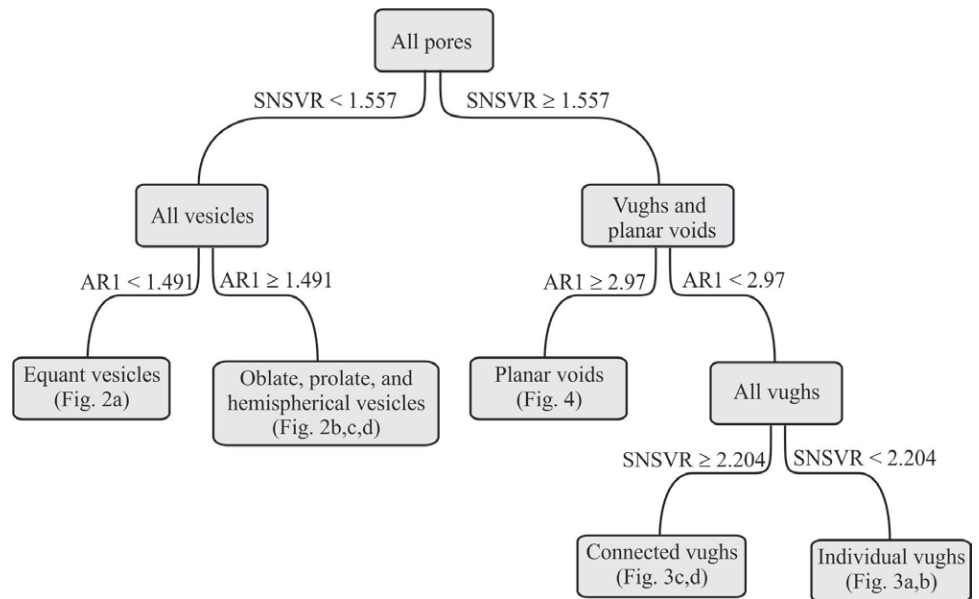 All pores
SNSVR < 1.557
SNSVR ≥ 1.557
All vesicles
Vughs and
planar voids
AR1 < 1.491
AR1 ≥ 1.491
AR1 ≥ 2.97
AR1 < 2.97
Equant vesicles
(Fig. 2a)
Oblate, prolate, and
hemispherical vesicles
(Fig. 2b,c,d)
Planar voids
(Fig. 4)
All vughs
SNSVR ≥ 2.204
SNSVR < 2.204
Connected vughs
(Fig. 3c,d)
Individual vughs
(Fig. 3a,b)